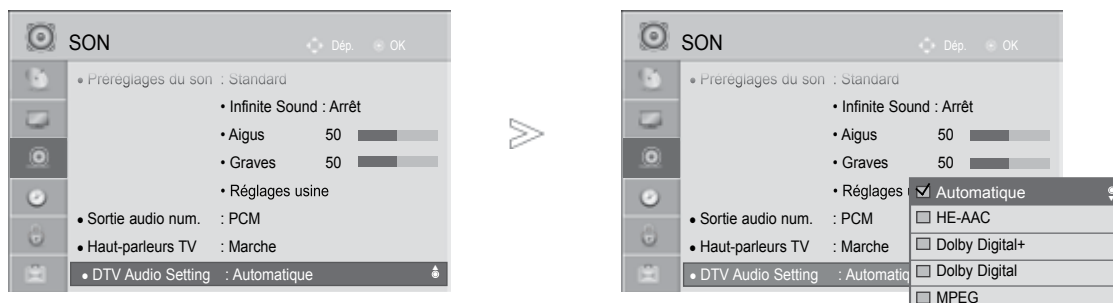 SON
Dép. OK
• Préréglages du son : Standard
• Infinite Sound : Arrêt
• Aigus 50
• Graves 50
• Réglages usine
• Sortie audio num. : PCM
• Haut-parleurs TV : Marche
• DTV Audio Setting : Automatique
SON
Dép. OK
• Préréglages du son : Standard
• Infinite Sound : Arrêt
• Aigus 50
• Graves 50
• Réglages
• Sortie audio num. : PCM
• Haut-parleurs TV : Marche
• DTV Audio Setting : Automatiq
Automatique
HE-AAC
Dolby Digital+
Dolby Digital
MPEG